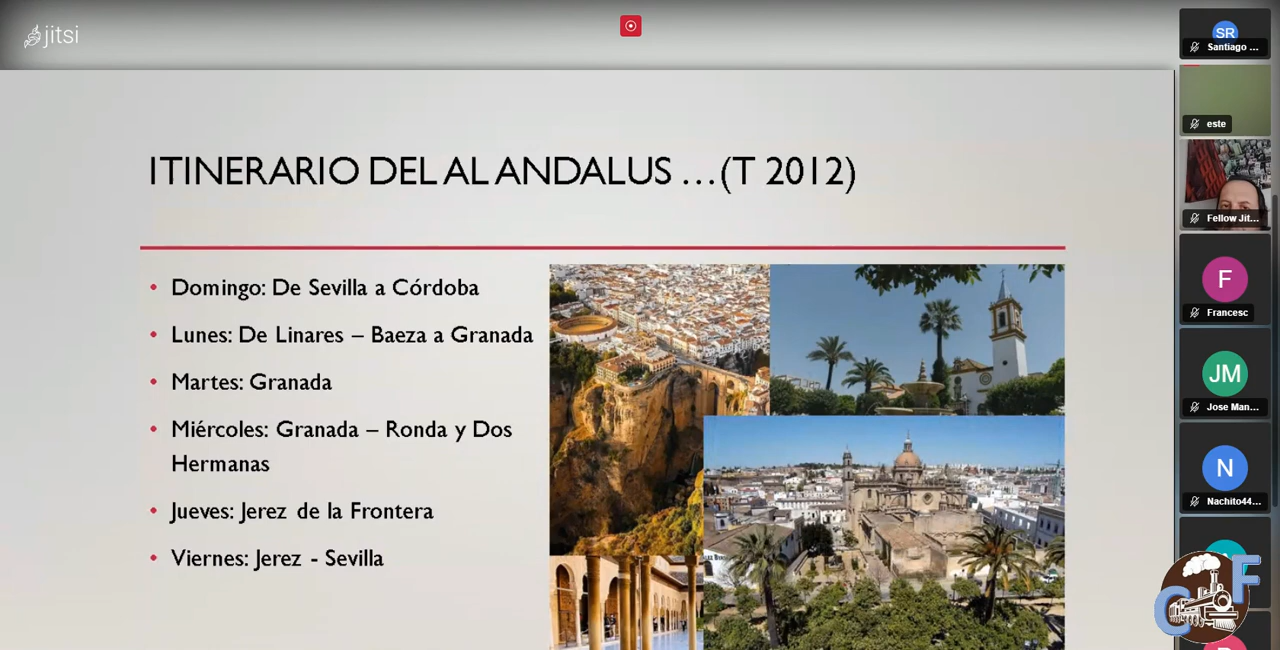 jitsi
SR
Santiago ...
este
Fellow Jit...
F
Francesc
JM
Jose Man...
N
Nachito44...
ITINERARIO DEL AL ANDALUS ...(T 2012)
• Domingo: De Sevilla a Córdoba
• Lunes: De Linares – Baeza a Granada
• Martes: Granada
• Miércoles: Granada – Ronda y Dos
Hermanas
• Jueves: Jerez de la Frontera
• Viernes: Jerez - Sevilla
C F